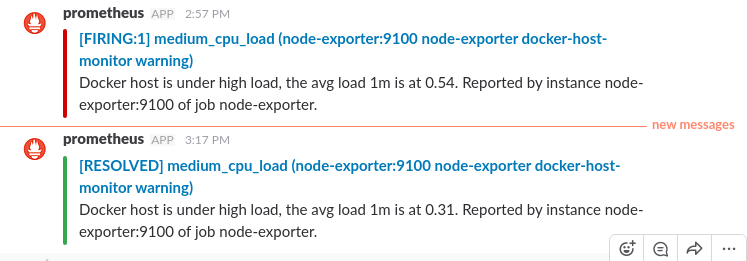 prometheus APP 2:57 PM
[FIRING:1] medium_cpu_load (node-exporter:9100 node-exporter docker-host-
monitor warning)
Docker host is under high load, the avg load 1m is at 0.54. Reported by instance node-
exporter:9100 of job node-exporter.
new messages
prometheus APP 3:17 PM
[RESOLVED] medium_cpu_load (node-exporter:9100 node-exporter docker-host-
monitor warning)
Docker host is under high load, the avg load 1m is at 0.31. Reported by instance node-
exporter:9100 of job node-exporter.